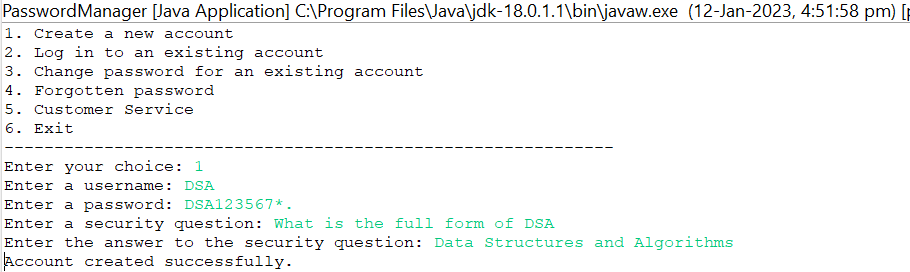 PasswordManager [Java Application] C:\Program Files\Java\jdk-18.0.1.1\bin\javaw.exe (12-Jan-2023, 4:51:58 pm) [p
1. Create a new account
2. Log in to an existing account
3. Change password for an existing account
4. Forgotten password
5. Customer Service
6. Exit
-------------------------------------------------------------
Enter your choice: 1
Enter a username: DSA
Enter a password: DSA123567*.
Enter a security question: What is the full form of DSA
Enter the answer to the security question: Data Structures and Algorithms
Account created successfully.